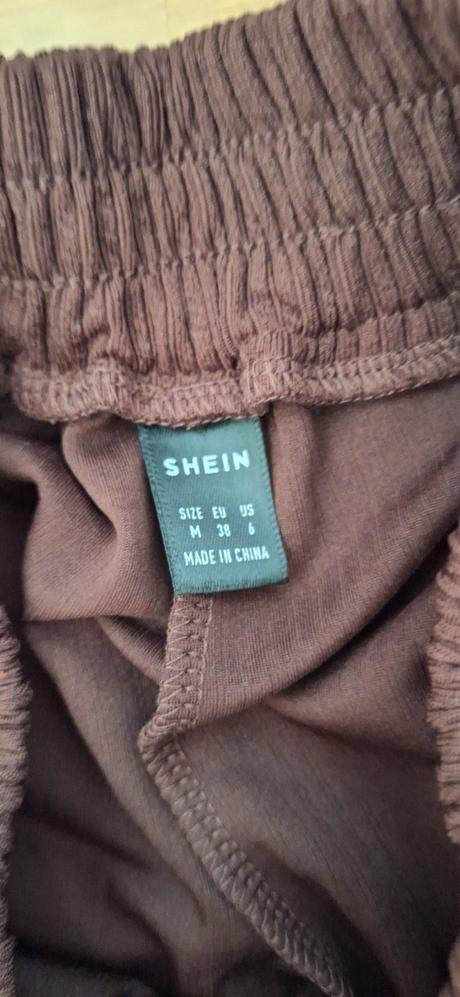 SHEIN
SIZE EU US
M 38 6
MADE IN CHINA